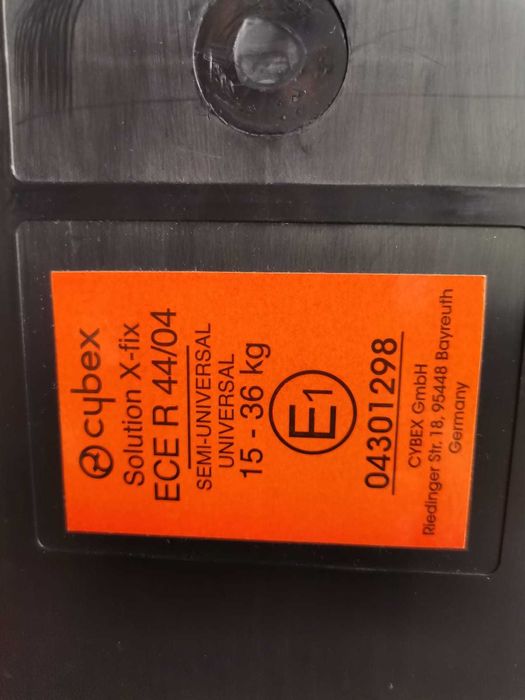 cybex
Solution X-fix
ECE R 44/04
SEMI-UNIVERSAL
UNIVERSAL
15 - 36 kg
E1
04301298
CYBEX GmbH
Riedinger Str. 18, 95448 Bayreuth
Germany